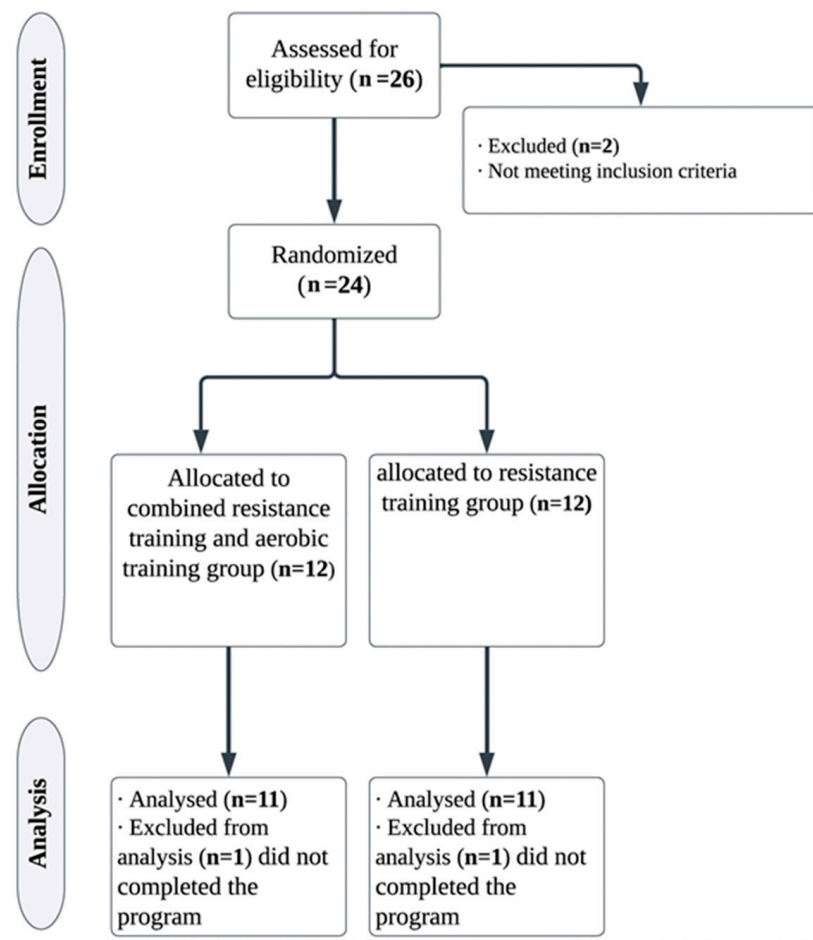 Enrollment
Assessed for
eligibility (n =26)
· Excluded (n=2)
· Not meeting inclusion criteria
Randomized
(n=24)
Allocation
Allocated to
combined resistance
training and aerobic
training group (n=12)
allocated to resistance
training group (n=12)
Analysis
· Analysed (n=11)
· Excluded from
analysis (n=1) did not
completed the
program
· Analysed (n=11)
· Excluded from
analysis (n=1) did not
completed the
program